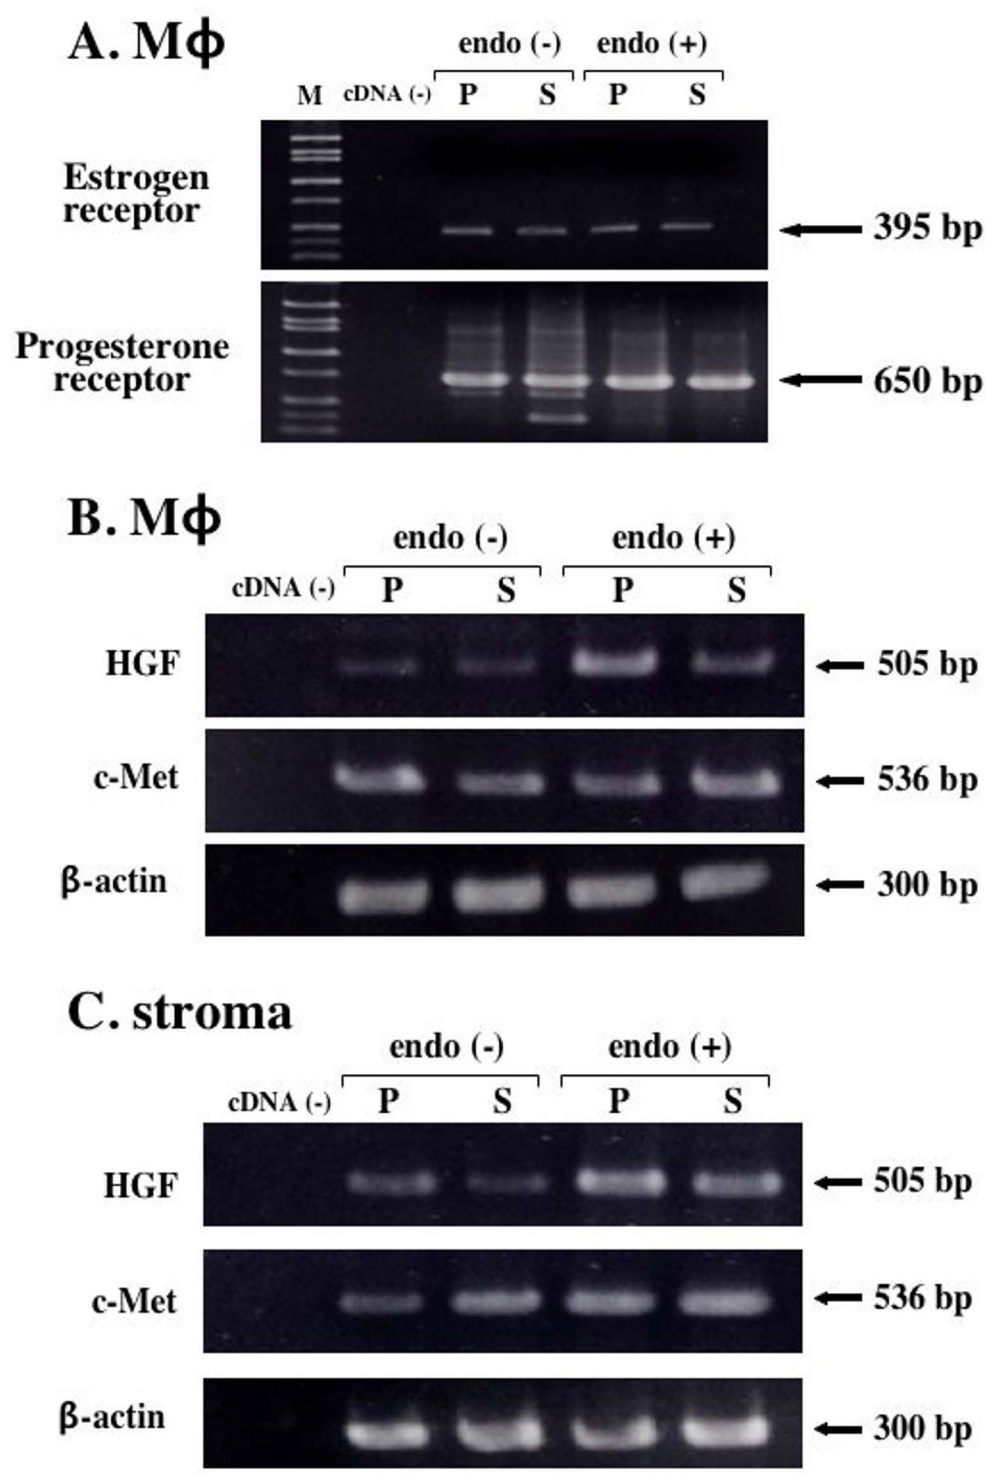 A. Mϕ
endo (-) endo (+)
M cDNA (-) P S P S
Estrogen
receptor
395 bp
Progesterone
receptor
650 bp
B. Mϕ
endo (-) endo (+)
cDNA (-) P S P S
HGF 505 bp
c-Met 536 bp
β-actin 300 bp
C. stroma
endo (-) endo (+)
cDNA (-) P S P S
HGF 505 bp
c-Met 536 bp
β-actin 300 bp